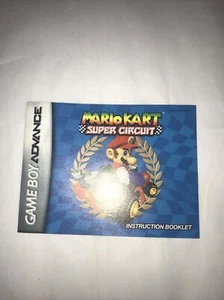 GAME BOY ADVANCE
MARIO KART
SUPER CIRCUIT
INSTRUCTION BOOKLET